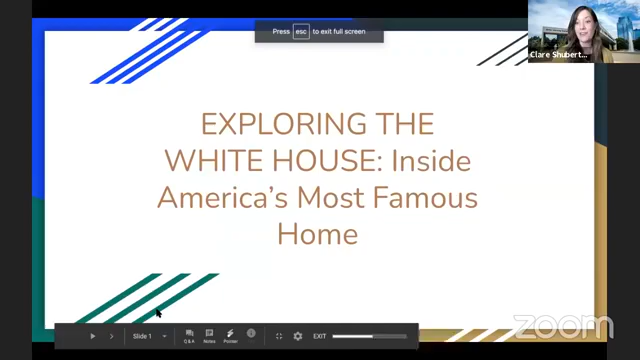 Press esc to exit full screen
Clare Shubert...
EXPLORING THE
WHITE HOUSE: Inside
America's Most Famous
Home
Slide 1
Q&A
Notes
Pointer
EXIT
zoom